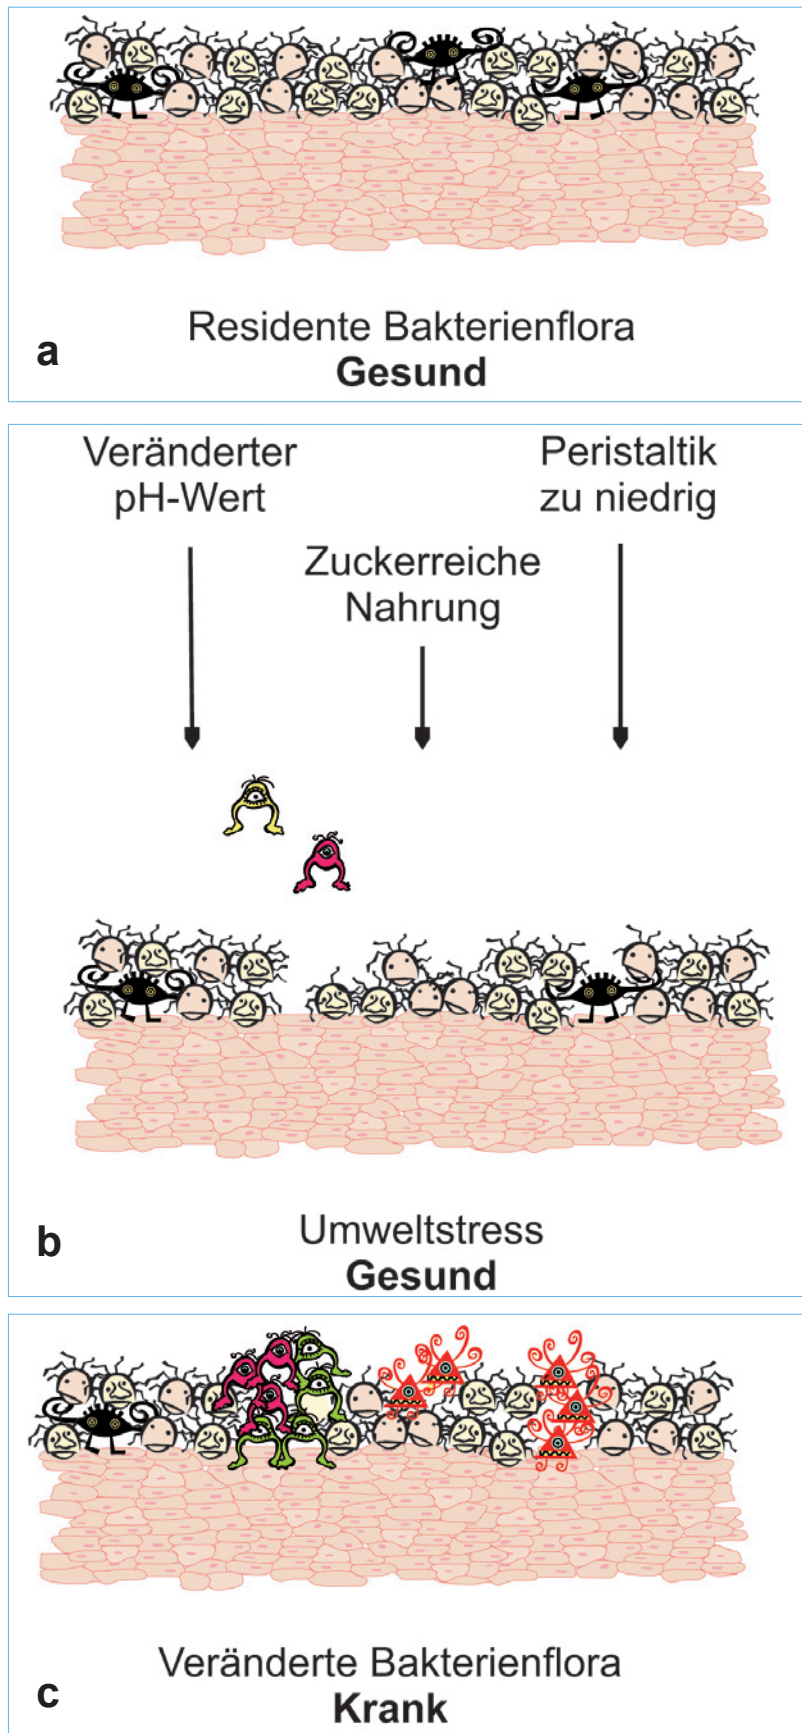 Residente Bakterienflora
Gesund
a
Veränderter
pH-Wert
Peristaltik
zu niedrig
Zuckerreiche
Nahrung
Umweltstress
Gesund
b
Veränderte Bakterienflora
Krank
c